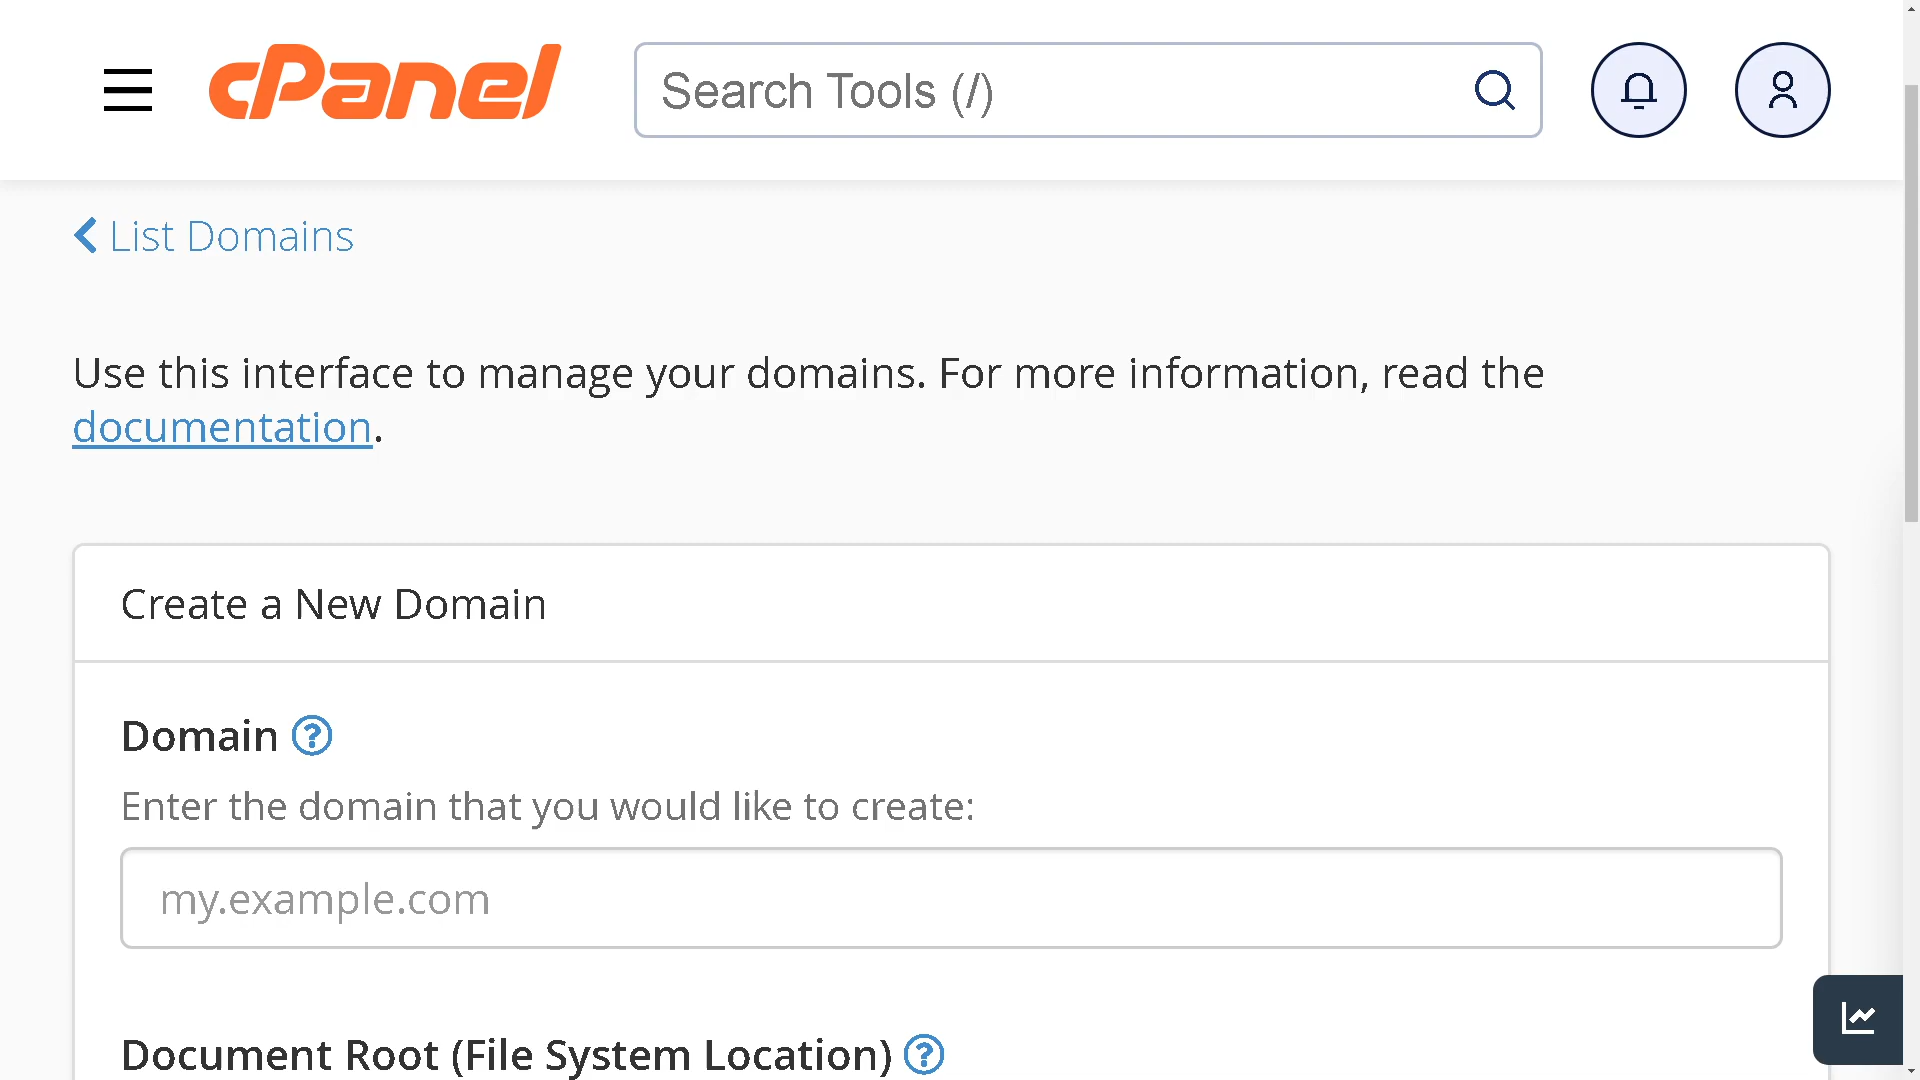 cPanel
Search Tools (/)
List Domains
Use this interface to manage your domains. For more information, read the
documentation.
Create a New Domain
Domain
Enter the domain that you would like to create:
my.example.com
Document Root (File System Location)